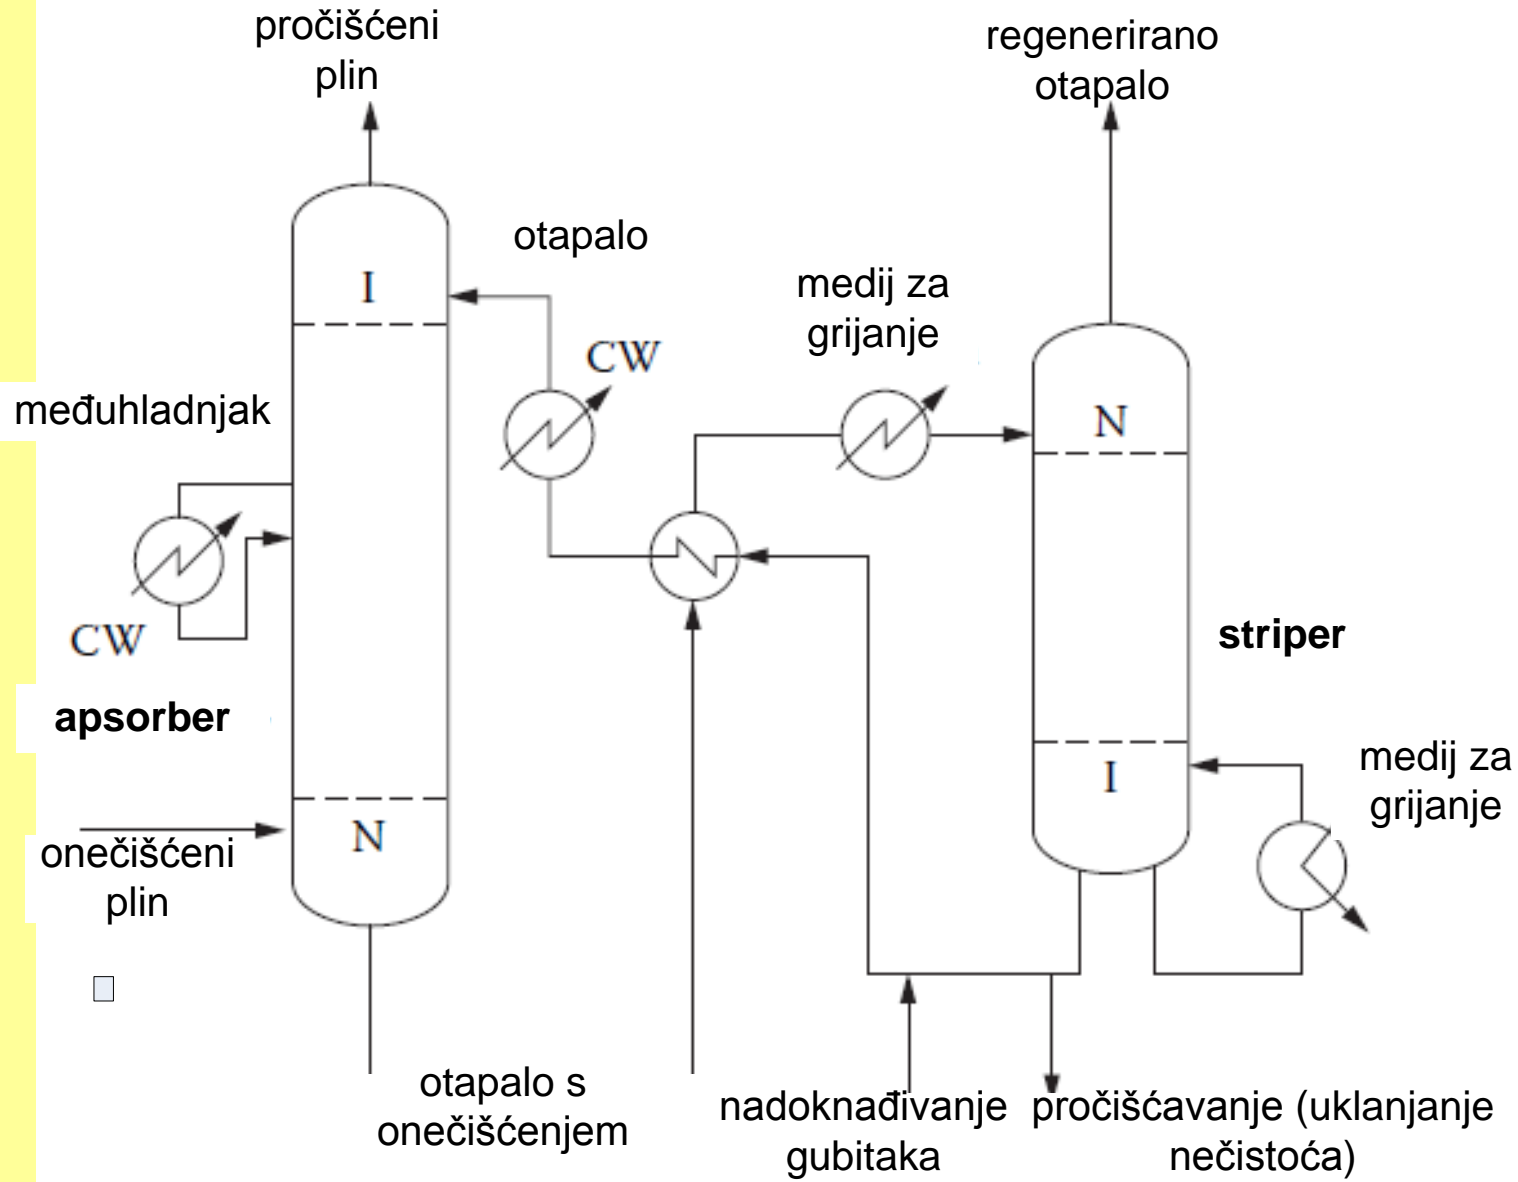 pročišćeni
plin
regenerirano
otapalo
otapalo
I
medij za
grijanje
CW
međuhladnjak
N
CW
striper
apsorber
medij za
grijanje
I
onečišćeni
plin
N
otapalo s
onečišćenjem
nadoknađivanje
gubitaka
pročišćavanje (uklanjanje
nečistoća)